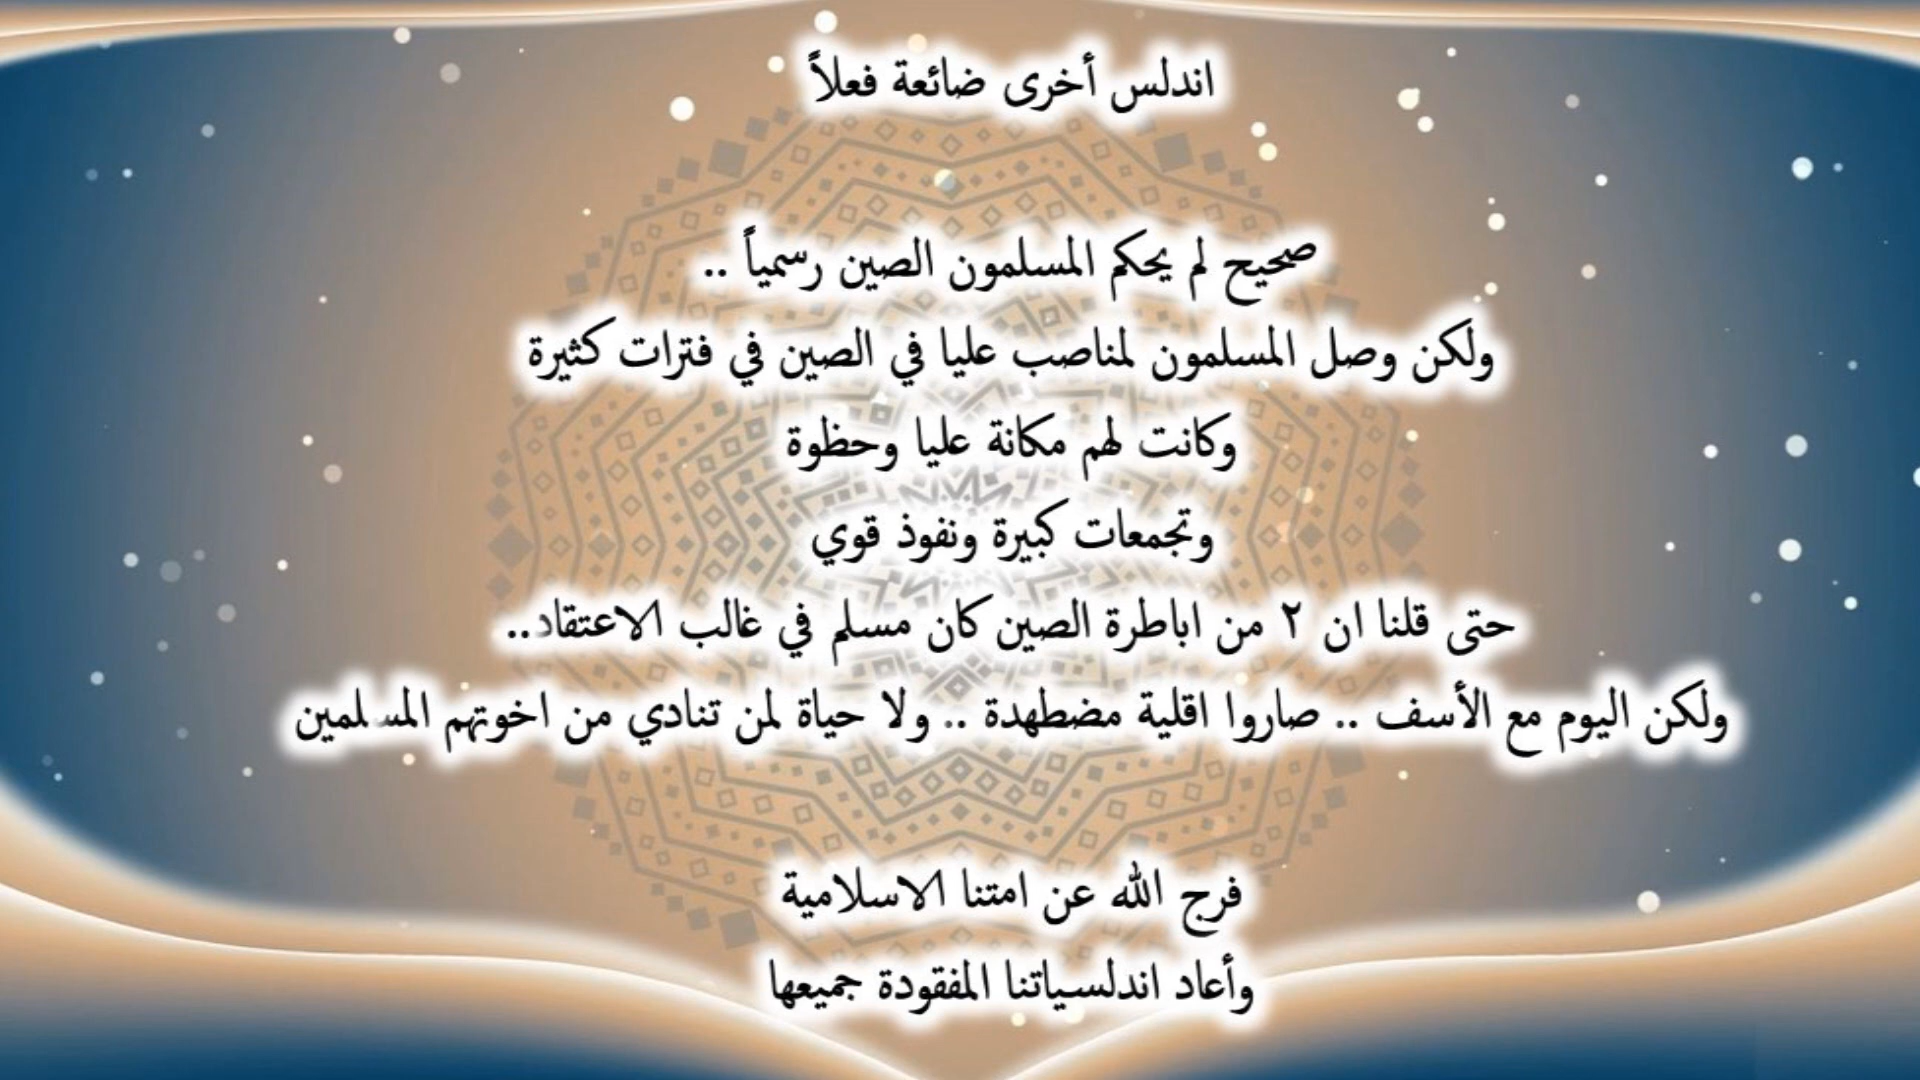 اندلس أخرى ضائعة فعلاً
صحيح لم يحكم المسلمون الصين رسمياً ..
ولكن وصل المسلمون لمناصب عليا في الصين في فترات كثيرة
وكانت لهم مكانة عليا وحظوة
وتجمعات كبيرة ونفوذ قوي
حتى قلنا ان ٢ من اباطرة الصين كان مسلم في غالب الاعتقاد..
ولكن اليوم مع الأسف .. صاروا اقلية مضطهدة .. ولا حياة لمن تنادي من اخوتهم المسلمين
فرج الله عن امتنا الاسلامية
وأعاد اندلسياتنا المفقودة جميعها